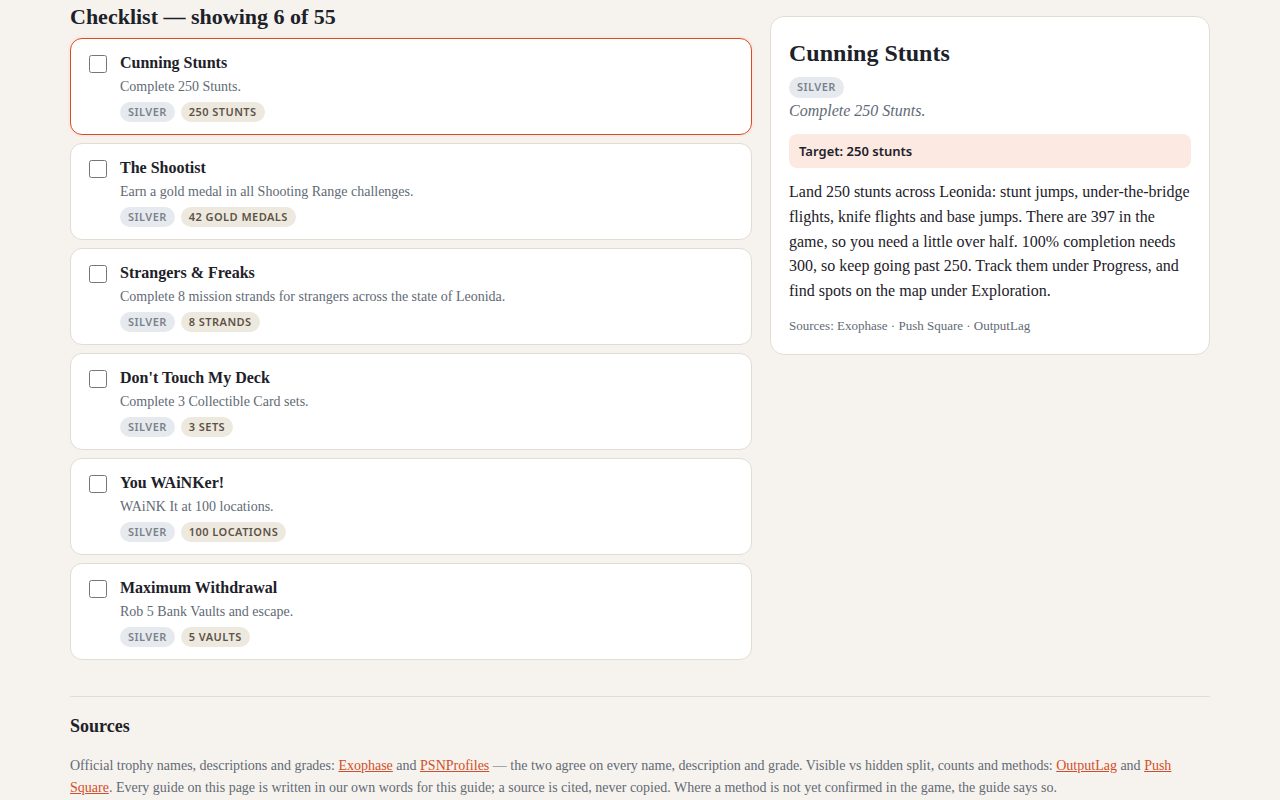 Checklist — showing 6 of 55
Cunning Stunts
Complete 250 Stunts.
SILVER 250 STUNTS
The Shootist
Earn a gold medal in all Shooting Range challenges.
SILVER 42 GOLD MEDALS
Strangers & Freaks
Complete 8 mission strands for strangers across the state of Leonida.
SILVER 8 STRANDS
Don't Touch My Deck
Complete 3 Collectible Card sets.
SILVER 3 SETS
You WAiNKer!
WAiNK It at 100 locations.
SILVER 100 LOCATIONS
Maximum Withdrawal
Rob 5 Bank Vaults and escape.
SILVER 5 VAULTS
Cunning Stunts
SILVER
Complete 250 Stunts.
Target: 250 stunts
Land 250 stunts across Leonida: stunt jumps, under-the-bridge
flights, knife flights and base jumps. There are 397 in the
game, so you need a little over half. 100% completion needs
300, so keep going past 250. Track them under Progress, and
find spots on the map under Exploration.
Sources: Exophase · Push Square · OutputLag
Sources
Official trophy names, descriptions and grades: Exophase and PSNProfiles — the two agree on every name, description and grade. Visible vs hidden split, counts and methods: OutputLag and Push
Square. Every guide on this page is written in our own words for this guide; a source is cited, never copied. Where a method is not yet confirmed in the game, the guide says so.